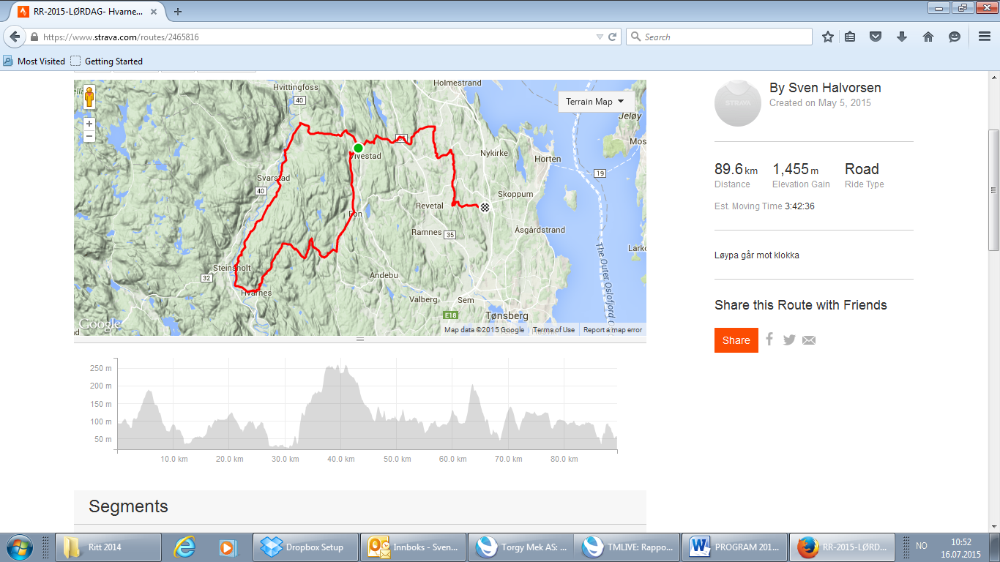 RR-2015-LØRDAG- Hvarne...
https://www.strava.com/routes/2465816
Search
Most Visited
Getting Started
Hvittingfoss
Holmestrand
40
Terrain Map
Jeløy
Mos
Nykirke
Horten
Vivestad
19
Svarstad
40
Skoppum
Revetal
Fon
Ramnes
35
Åsgårdstrand
The Outer Oslofjord
Larko
Steinsholt
32
Hvarnes
Andebu
Valberg
Sem
E18
Tønsberg
Google
Map data ©2015 Google
Terms of Use
Report a map error
250 m
200 m
150 m
100 m
50 m
10.0 km
20.0 km
30.0 km
40.0 km
50.0 km
60.0 km
70.0 km
80.0 km
Segments
STRAVA
By Sven Halvorsen
Created on May 5, 2015
89.6 km
Distance
1,455 m
Elevation Gain
Road
Ride Type
Est. Moving Time 3:42:36
Løypa går mot klokka
Share this Route with Friends
Share
Ritt 2014
Dropbox Setup
Innboks - Sven...
Torgy Mek AS: ...
TMLIVE: Rappo...
PROGRAM 201...
RR-2015-LØRD...
NO
10:52
16.07.2015